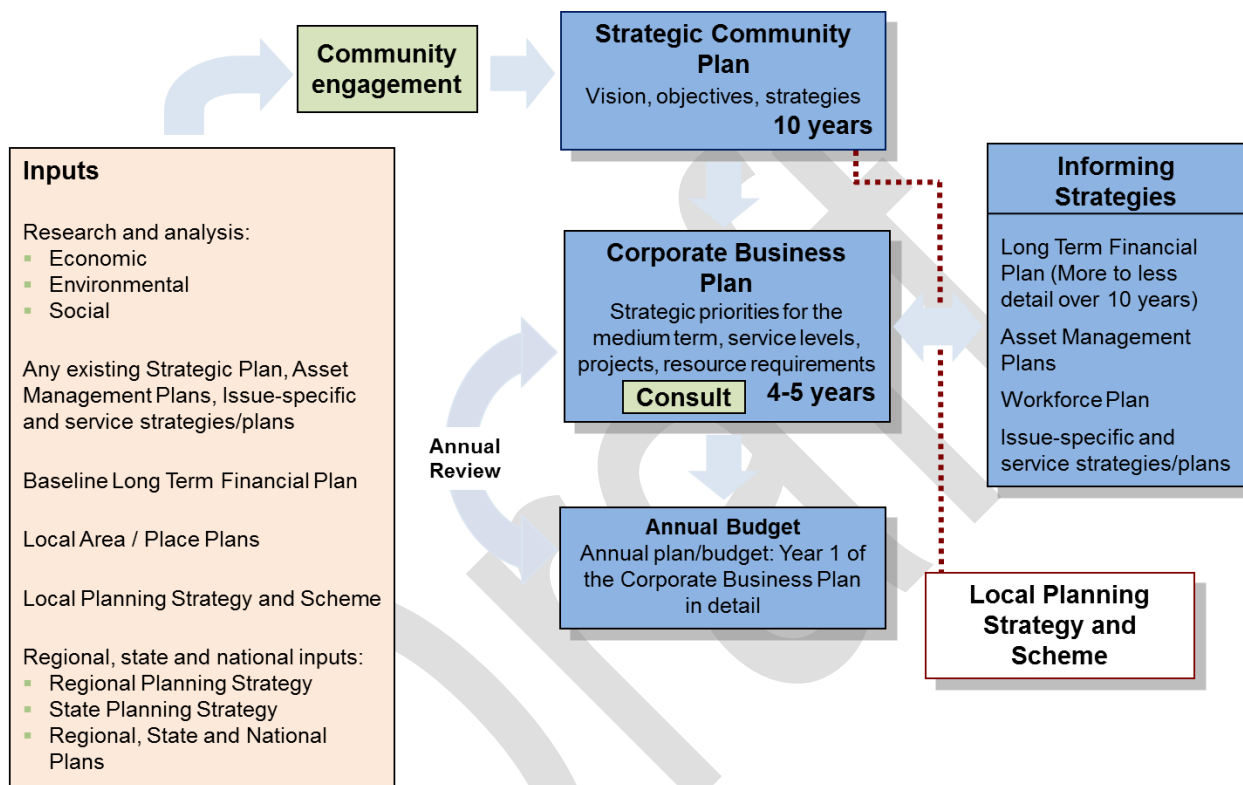 Community
engagement
Strategic Community
Plan
Vision, objectives, strategies
10 years
Inputs
Research and analysis:
Economic
Environmental
Social
Any existing Strategic Plan, Asset
Management Plans, Issue-specific
and service strategies/plans
Baseline Long Term Financial Plan
Local Area / Place Plans
Local Planning Strategy and Scheme
Regional, state and national inputs:
Regional Planning Strategy
State Planning Strategy
Regional, State and National
Plans
Annual
Review
Corporate Business
Plan
Strategic priorities for the
medium term, service levels,
projects, resource requirements
Consult 4-5 years
Annual Budget
Annual plan/budget: Year 1 of
the Corporate Business Plan
in detail
Informing
Strategies
Long Term Financial
Plan (More to less
detail over 10 years)
Asset Management
Plans
Workforce Plan
Issue-specific and
service strategies/plans
Local Planning
Strategy and
Scheme
Draft